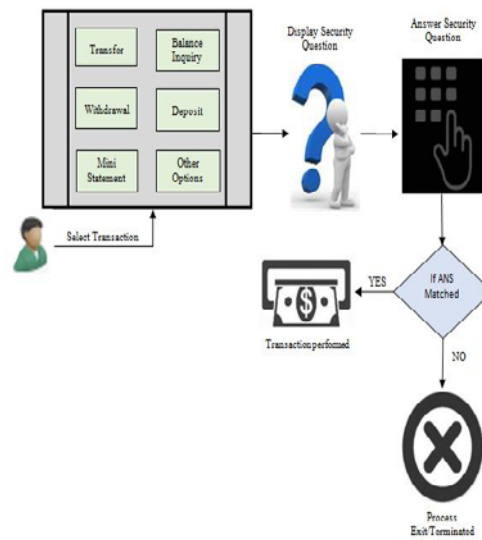 Transfer
Balance
Inquiry
Withdrawal
Deposit
Mini
Statement
Other
Options
Select Transaction
Display Security
Question
Answer Security
Question
If ANS
Matched
YES
Transaction performed
NO
Process
Exit/Terminated